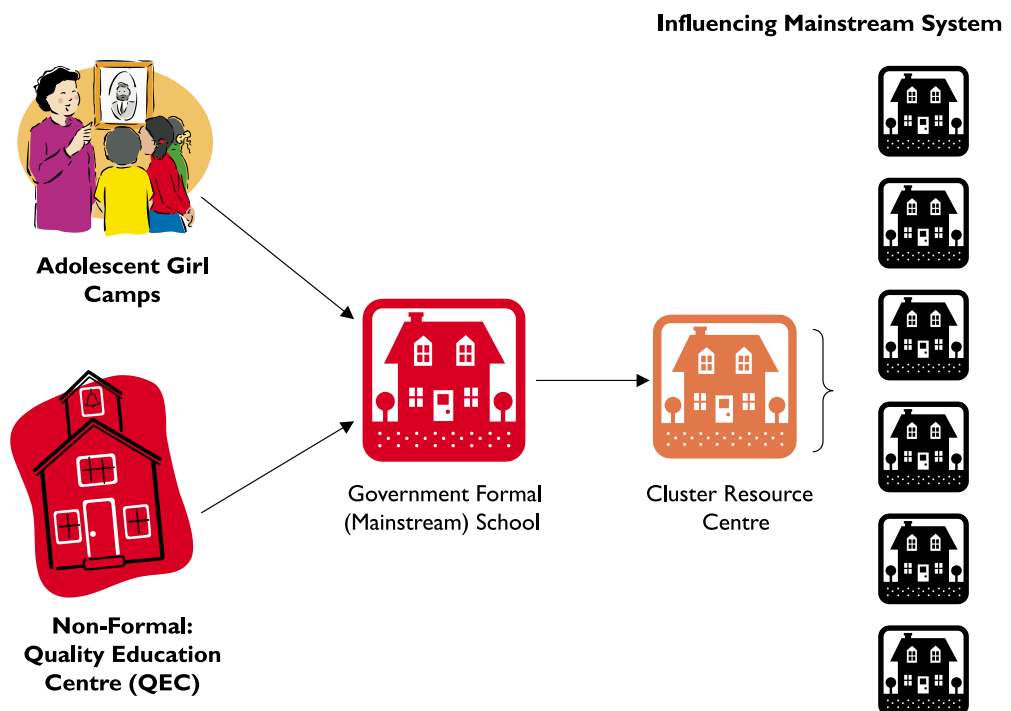 Influencing Mainstream System
Adolescent Girl
Camps
Government Formal
(Mainstream) School
Cluster Resource
Centre
Non-Formal:
Quality Education
Centre (QEC)